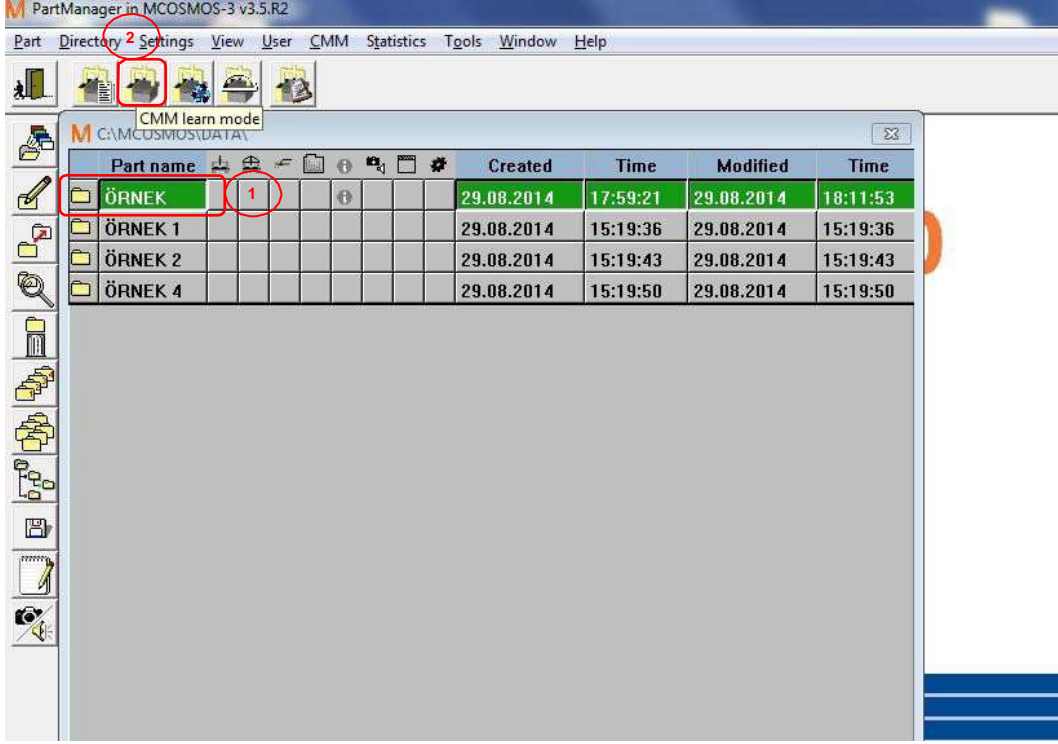 PartManager in MCOSMOS-3 v3.5.R2
Part Directory 2 Settings View User CMM Statistics Tools Window Help
CMM learn mode
C:\MCOSMOS\DATA\
Part name Created Time Modified Time
ÖRNEK 1 29.08.2014 17:59:21 29.08.2014 18:11:53
ÖRNEK 1 29.08.2014 15:19:36 29.08.2014 15:19:36
ÖRNEK 2 29.08.2014 15:19:43 29.08.2014 15:19:43
ÖRNEK 4 29.08.2014 15:19:50 29.08.2014 15:19:50